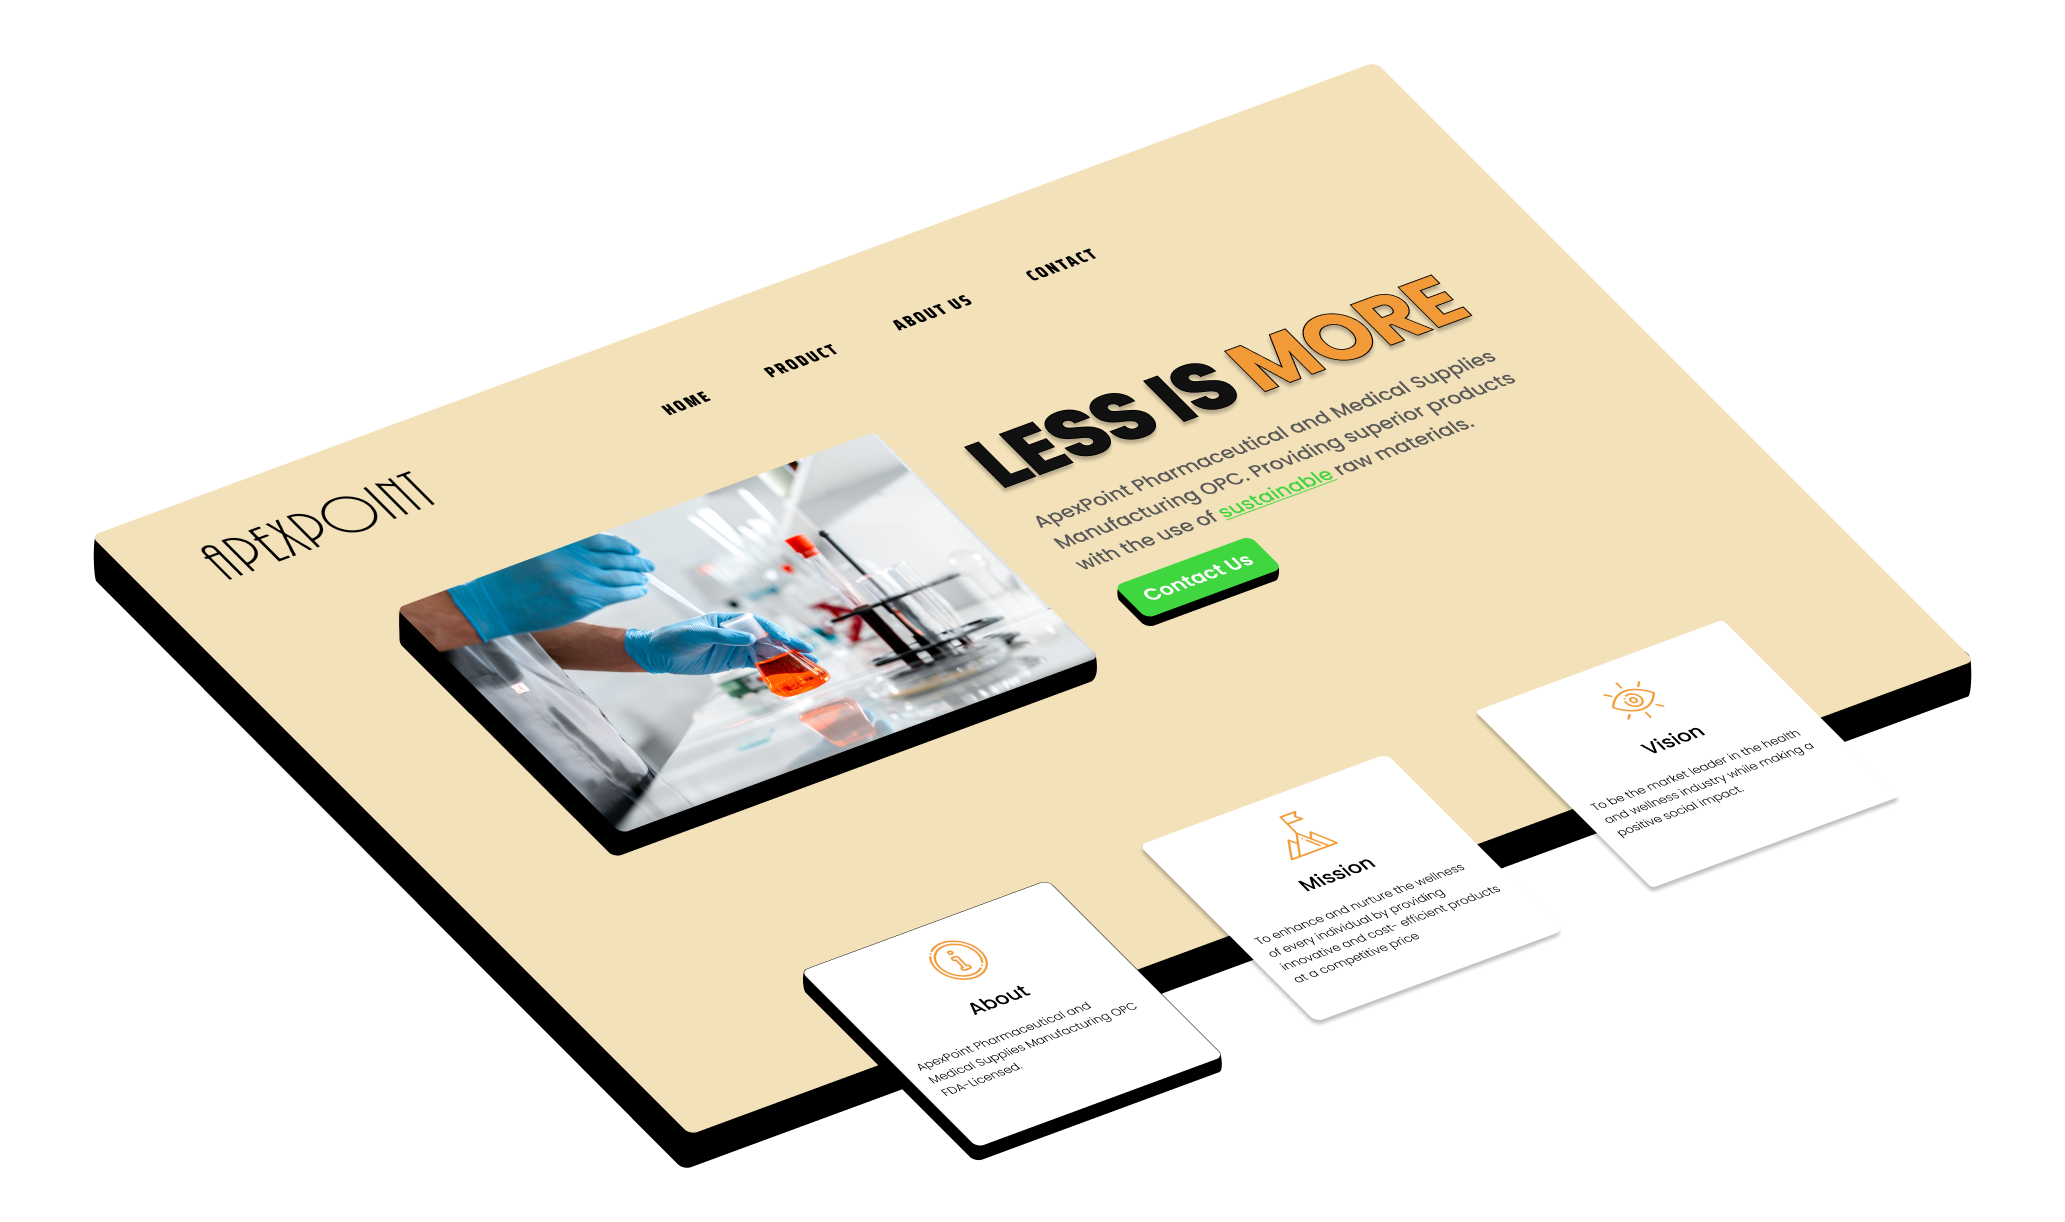 APEXPOINT
HOME
PRODUCT
ABOUT US
CONTACT
LESS IS MORE
ApexPoint Pharmaceutical and Medical Supplies
Manufacturing OPC. Providing superior products
with the use of sustainable raw materials.
Contact Us
About
ApexPoint Pharmaceutical and
Medical Supplies Manufacturing OPC
FDA-Licensed.
Mission
To enhance and nurture the wellness
of every individual by providing
innovative and cost- efficient products
at a competitive price
Vision
To be the market leader in the health
and wellness industry while making a
positive social impact.